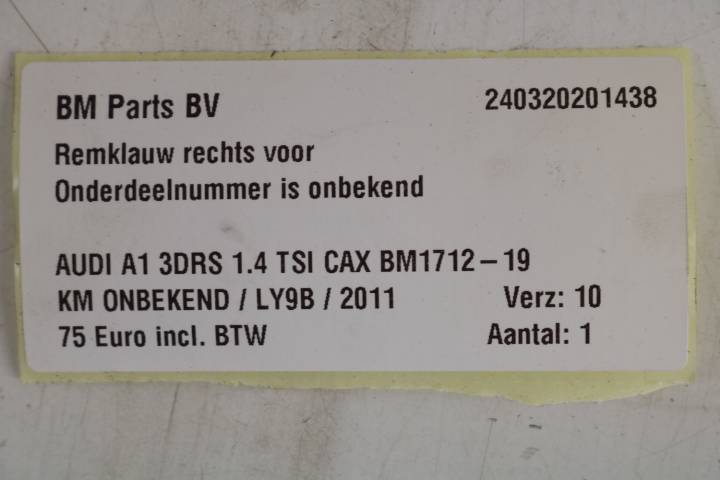 BM Parts BV 240320201438
Remklauw rechts voor
Onderdeelnummer is onbekend
AUDI A1 3DRS 1.4 TSI CAX BM1712-19
KM ONBEKEND / LY9B / 2011 Verz: 10
75 Euro incl. BTW Aantal: 1